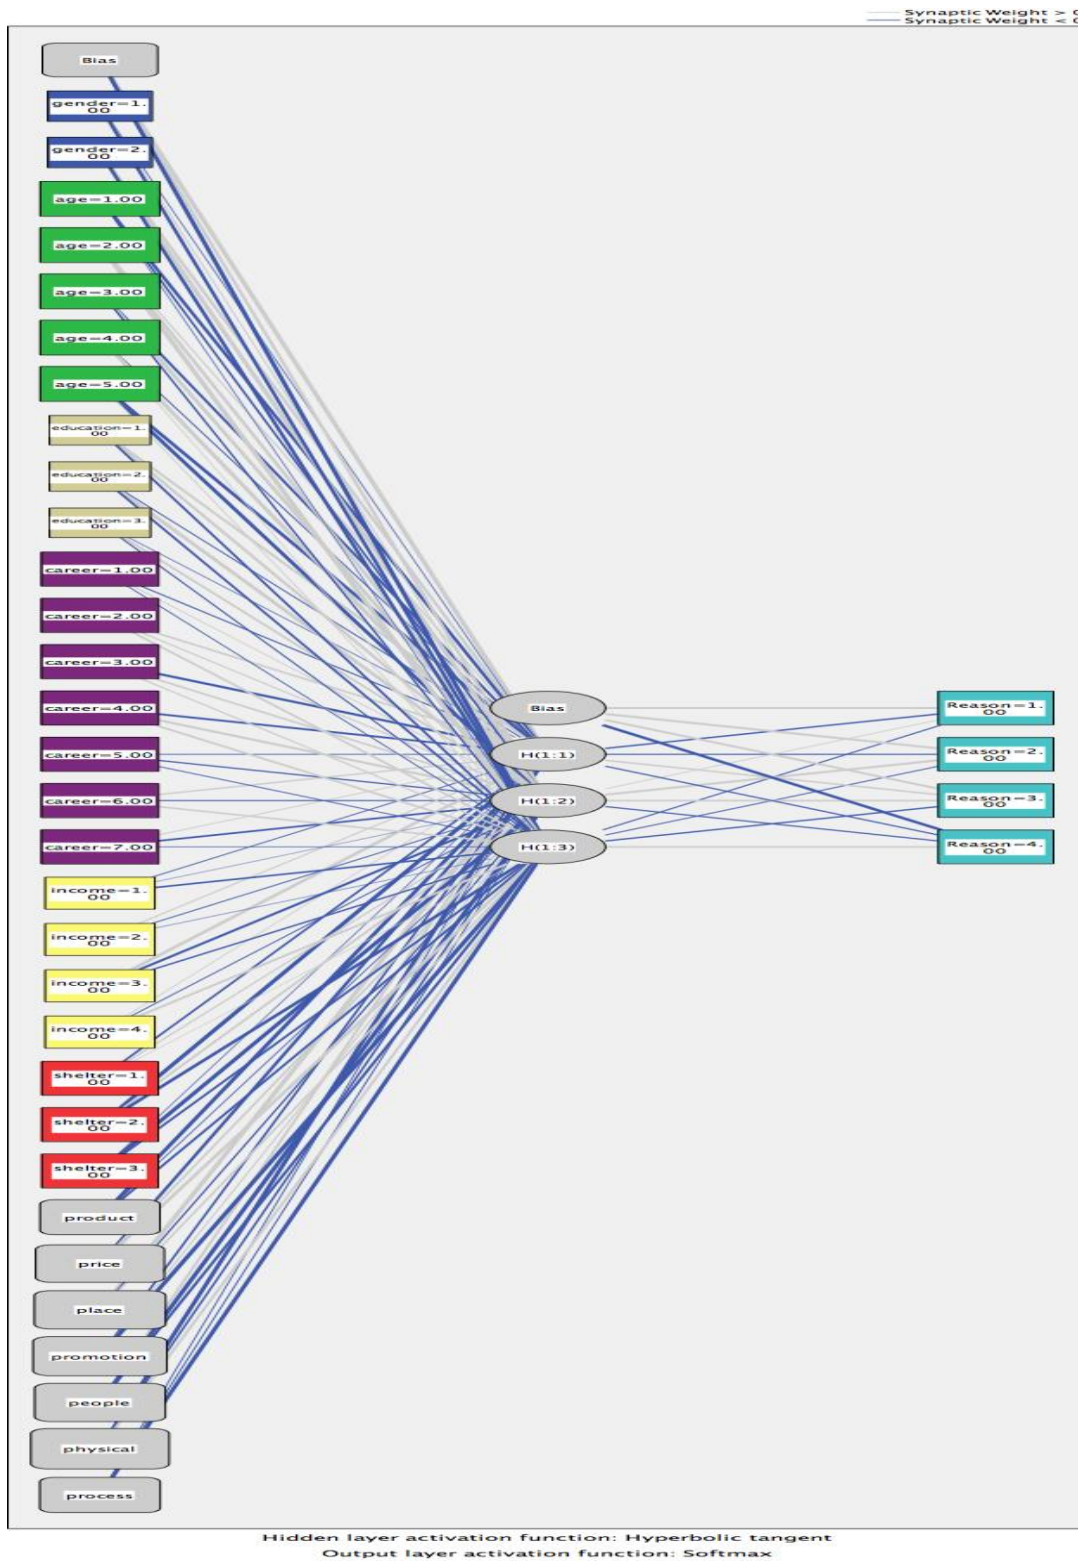 Synaptic Weight > 0
Synaptic Weight < 0
Bias
gender=1.
00
gender=2.
00
age=1.00
age=2.00
age=3.00
age=4.00
age=5.00
education=1.
00
education=2.
00
education=3.
00
career=1.00
career=2.00
career=3.00
career=4.00
career=5.00
career=6.00
career=7.00
income=1.
00
income=2.
00
income=3.
00
income=4.
00
shelter=1.
00
shelter=2.
00
shelter=3.
00
product
price
place
promotion
people
physical
process
Bias
H(1:1)
H(1:2)
H(1:3)
Reason=1.
00
Reason=2.
00
Reason=3.
00
Reason=4.
00
Hidden layer activation function: Hyperbolic tangent
Output layer activation function: Softmax